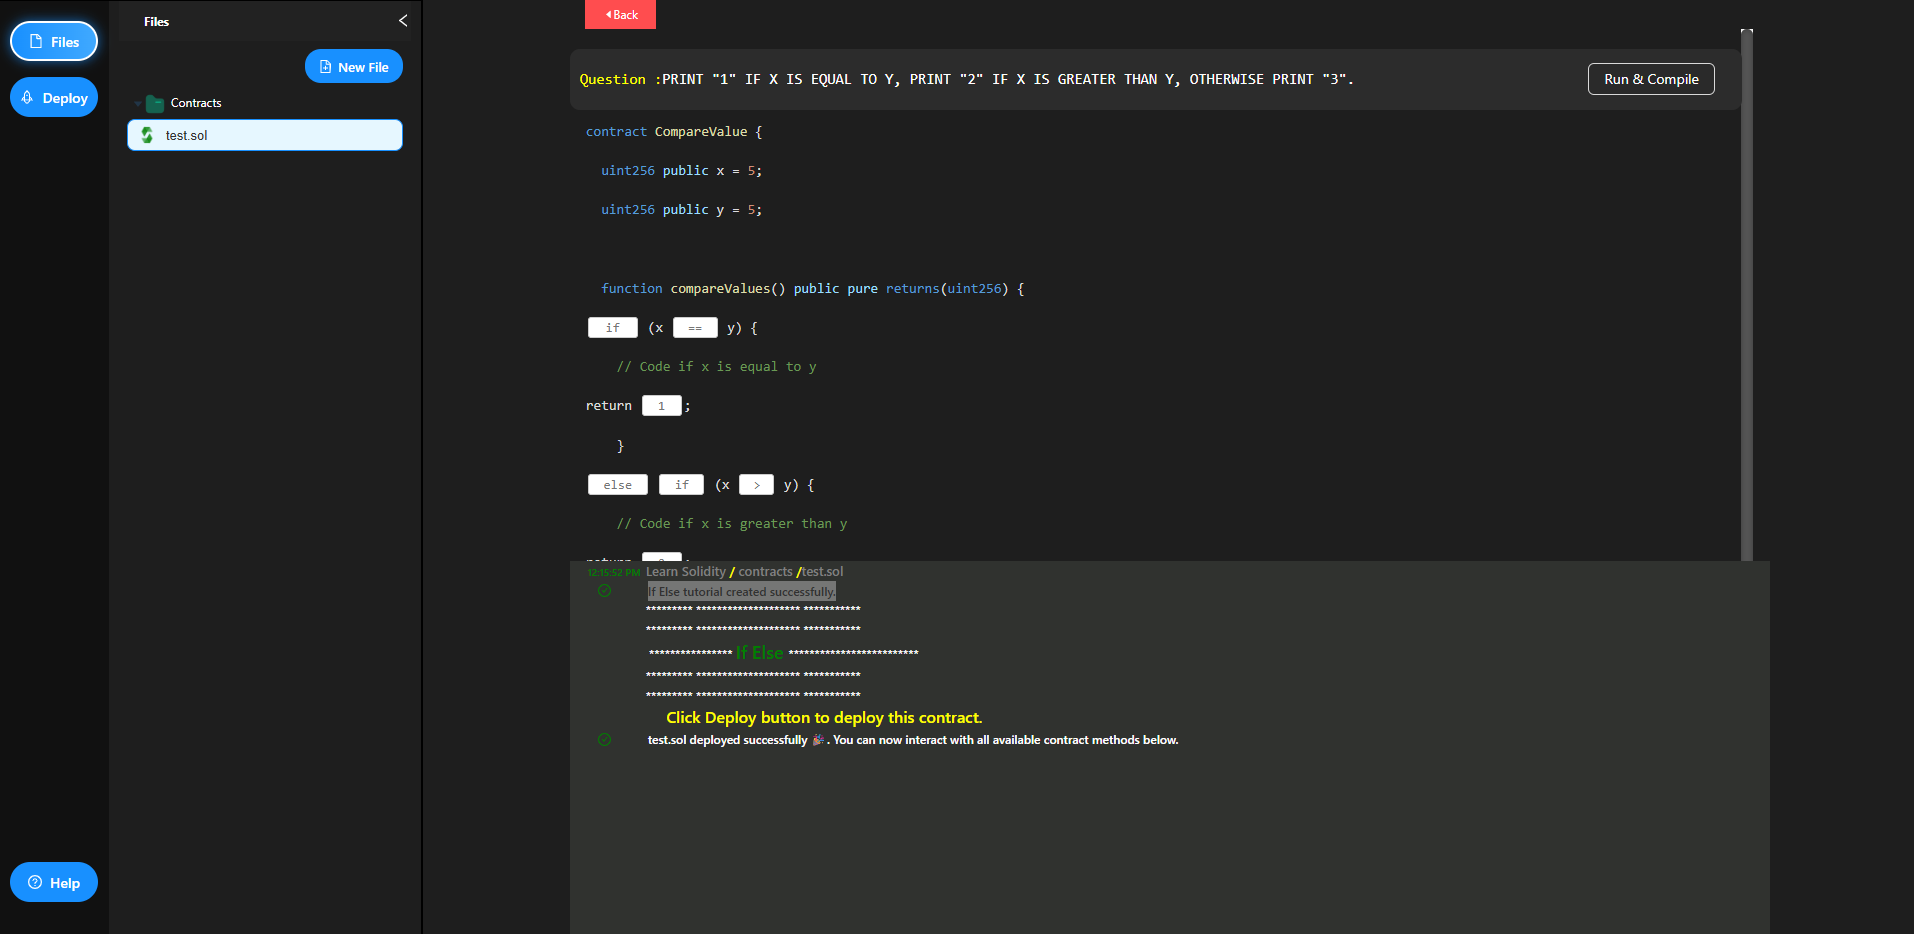 Files
Deploy
Help
Files
New File
Contracts
test.sol
Back
Question :PRINT "1" IF X IS EQUAL TO Y, PRINT "2" IF X IS GREATER THAN Y, OTHERWISE PRINT "3".
Run & Compile
contract CompareValue {
uint256 public x = 5;
uint256 public y = 5;
function compareValues() public pure returns(uint256) {
if (x == y) {
// Code if x is equal to y
return 1 ;
}
else if (x > y) {
// Code if x is greater than y
return 2 ;
12:15:52 PM Learn Solidity / contracts /test.sol
If Else tutorial created successfully.
********* ******************** ***********
********* ******************** ***********
**************** If Else *************************
********* ******************** ***********
********* ******************** ***********
Click Deploy button to deploy this contract.
test.sol deployed successfully 🎉. You can now interact with all available contract methods below.